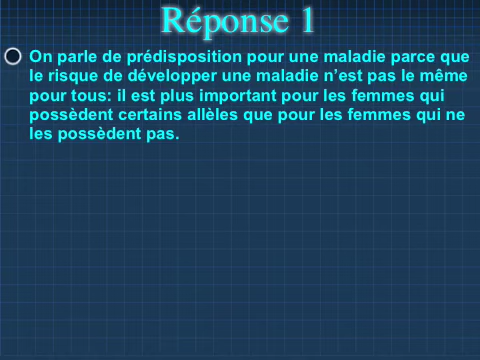 Réponse 1
On parle de prédisposition pour une maladie parce que
le risque de développer une maladie n’est pas le même
pour tous: il est plus important pour les femmes qui
possèdent certains allèles que pour les femmes qui ne
les possèdent pas.